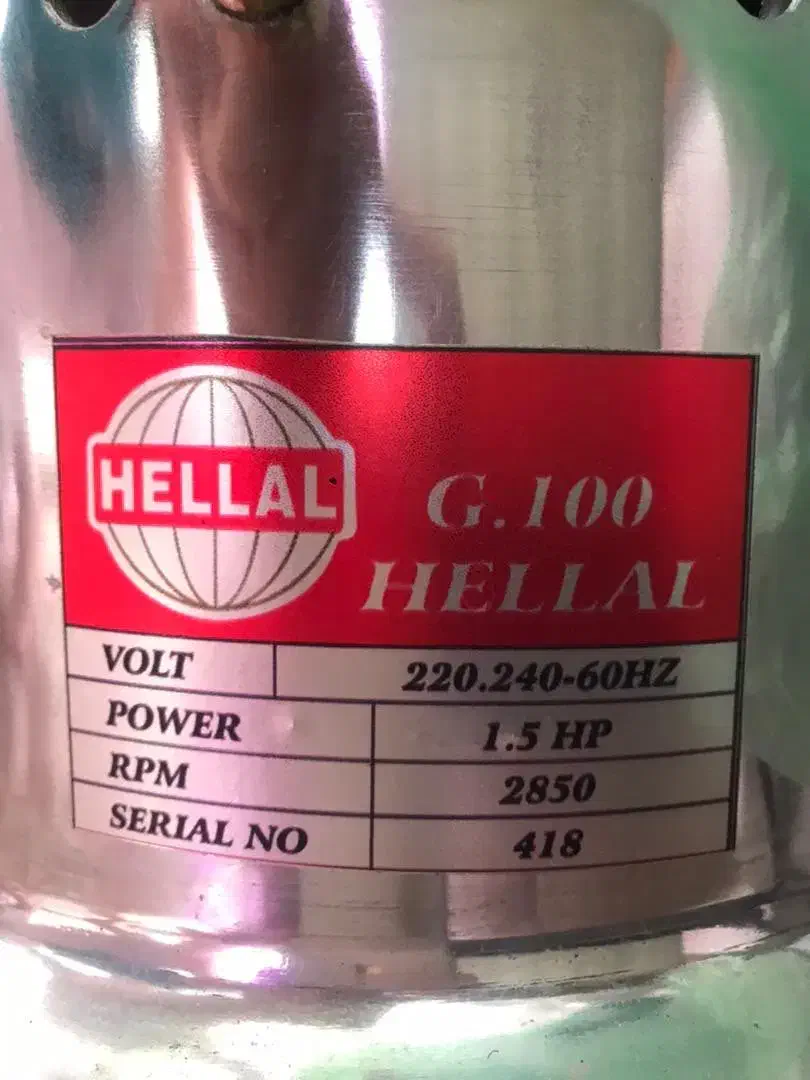 HELLAL
G.100
HELLAL
VOLT 220.240-60HZ
POWER 1.5 HP
RPM 2850
SERIAL NO 418